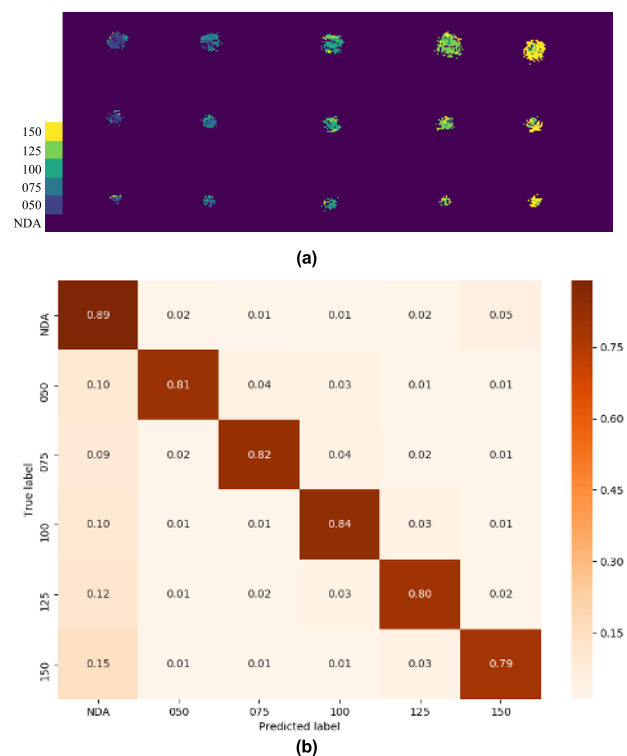 150
125
100
075
050
NDA
(a)
NDA 0.89 0.02 0.01 0.01 0.02 0.05
050 0.10 0.81 0.04 0.03 0.01 0.01
075 0.09 0.02 0.82 0.04 0.02 0.01
100 0.10 0.01 0.01 0.84 0.03 0.01
125 0.12 0.01 0.02 0.03 0.80 0.02
150 0.15 0.01 0.01 0.01 0.03 0.79
True label
NDA 050 075 100 125 150
Predicted label
0.75
0.60
0.45
0.30
0.15
(b)